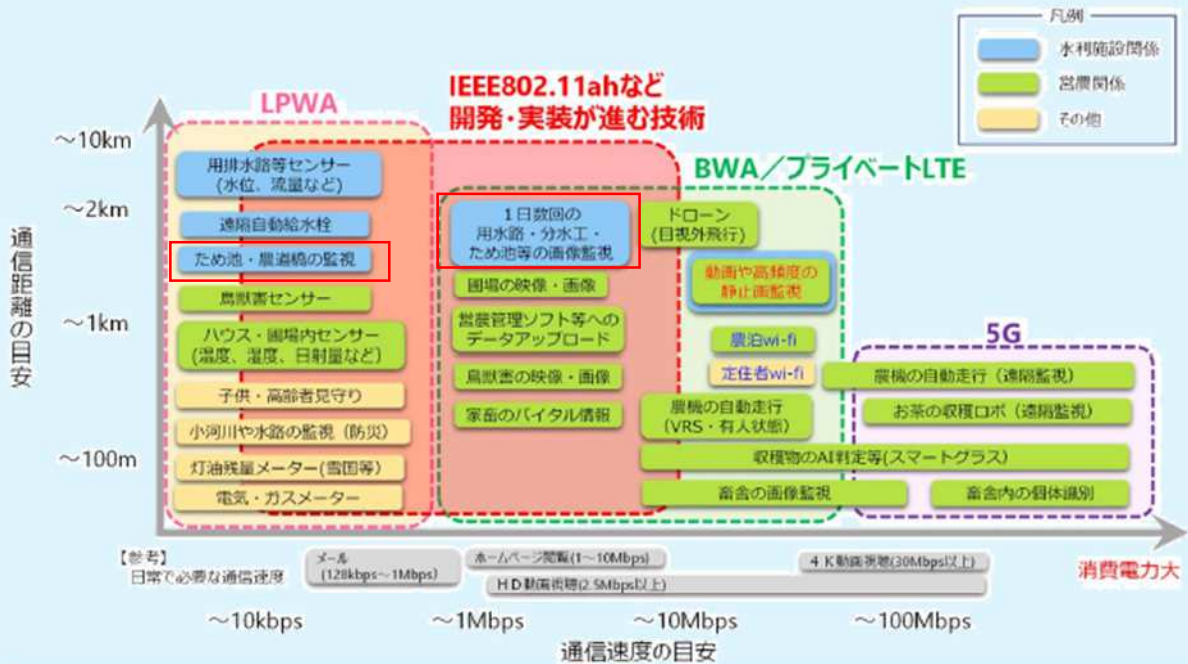 凡例
水利施設関係
営農関係
その他
LPWA
IEEE802.11ahなど
開発・実装が進む技術
BWA／プライベートLTE
5G
通信距離の目安
～10km
～2km
～1km
～100m
用排水路等センサー
(水位、流量など)
遠隔自動給水栓
ため池・農道橋の監視
鳥獣害センサー
ハウス・圃場内センサー
(温度、湿度、日射量など)
子供・高齢者見守り
小河川や水路の監視（防災）
灯油残量メーター(雪国等)
電気・ガスメーター
１日数回の
用水路・分水工・
ため池等の画像監視
圃場の映像・画像
営農管理ソフト等への
データアップロード
鳥獣害の映像・画像
家畜のバイタル情報
ドローン
(目視外飛行)
動画や高頻度の
静止画監視
農泊wi-fi
定住者wi-fi
農機の自動走行
(VRS・有人状態)
農機の自動走行（遠隔監視）
お茶の収穫ロボ（遠隔監視）
収穫物のAI判定等(スマートグラス)
畜舎の画像監視
畜舎内の個体識別
【参考】
日常で必要な通信速度
メール
(128kbps～1Mbps)
ホームページ閲覧(1～10Mbps)
ＨＤ動画視聴(2.5Mbps以上)
４Ｋ動画視聴(30Mbps以上)
消費電力大
～10kbps
～1Mbps
～10Mbps
～100Mbps
通信速度の目安